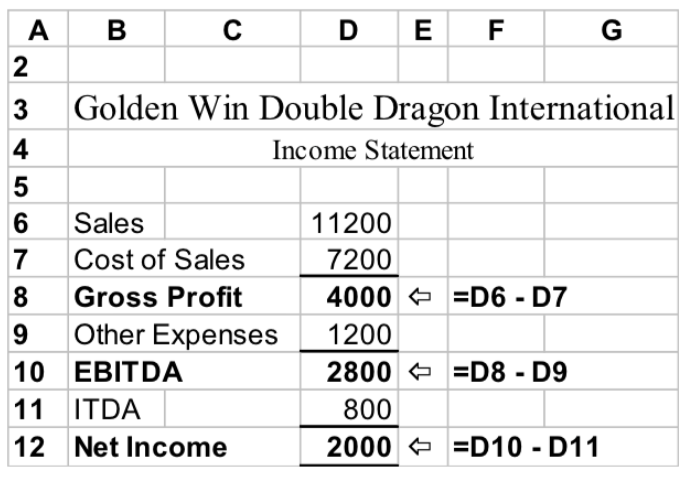 A B C D E F G
2
3 Golden Win Double Dragon International
4 Income Statement
5
6 Sales 11200
7 Cost of Sales 7200
8 Gross Profit 4000 ⇦ =D6 - D7
9 Other Expenses 1200
10 EBITDA 2800 ⇦ =D8 - D9
11 ITDA 800
12 Net Income 2000 ⇦ =D10 - D11